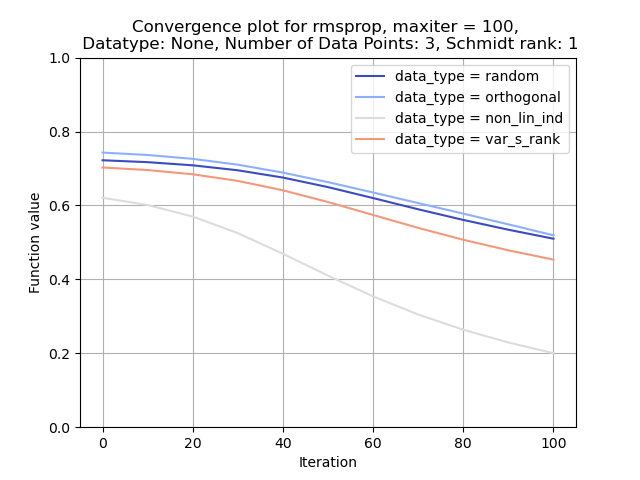 Convergence plot for rmsprop, maxiter = 100,
Datatype: None, Number of Data Points: 3, Schmidt rank: 1
data_type = random
data_type = orthogonal
data_type = non_lin_ind
data_type = var_s_rank
Function value
1.0
0.8
0.6
0.4
0.2
0.0
0 20 40 60 80 100
Iteration